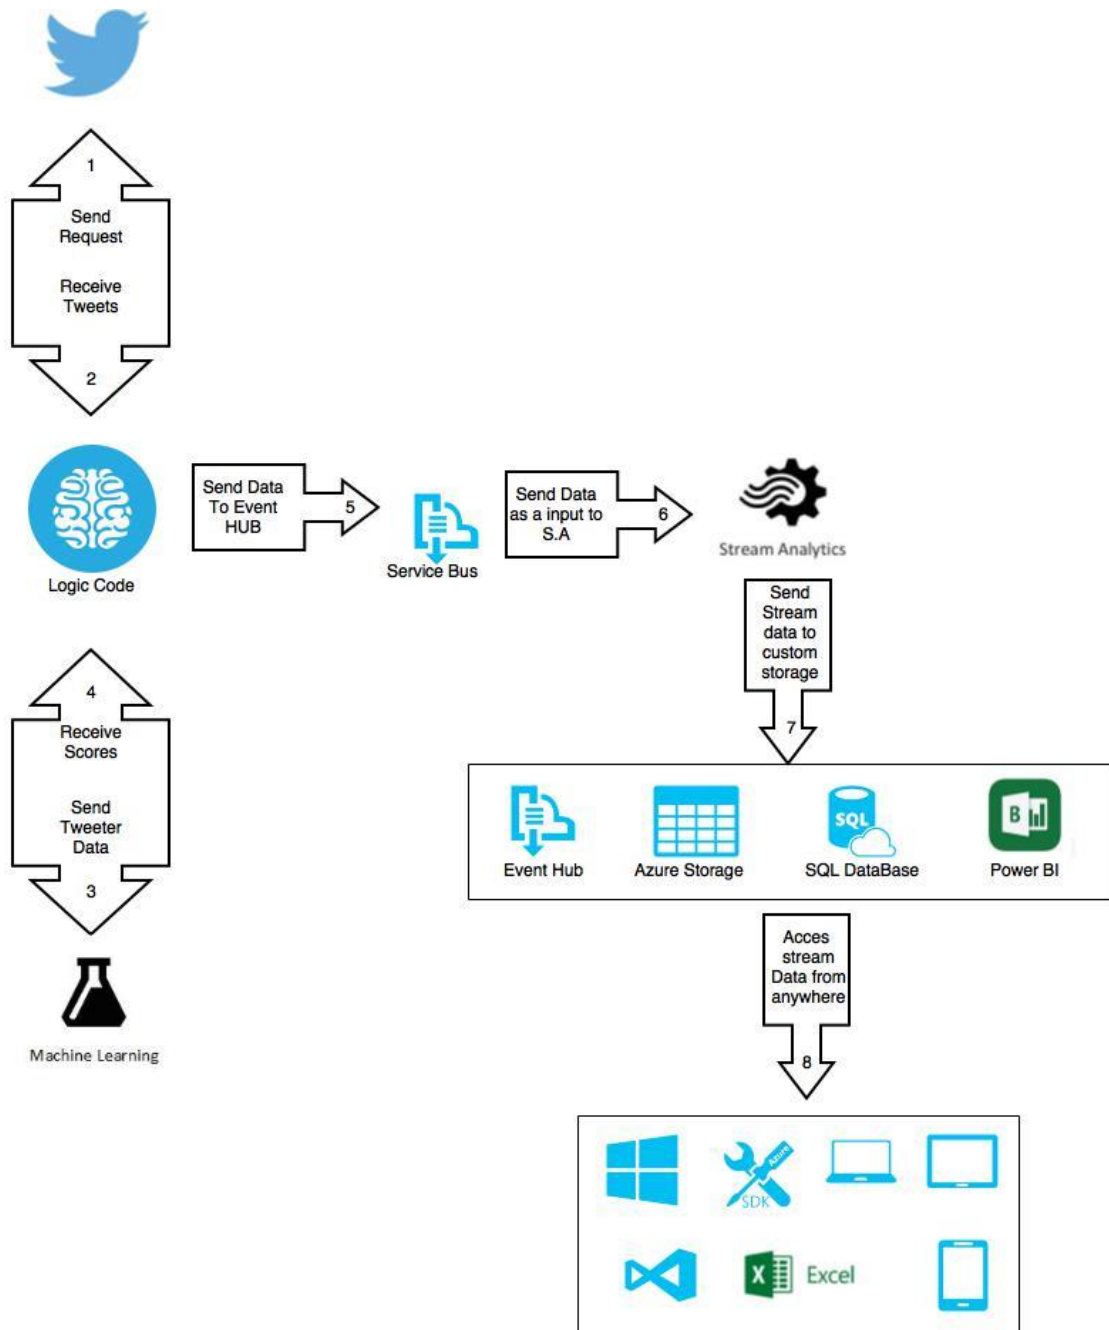 1
Send
Request
Receive
Tweets
2
Logic Code
Send Data
To Event
HUB
5
Service Bus
Send Data
as a input to
S.A
6
Stream Analytics
Send
Stream
data to
custom
storage
7
4
Receive
Scores
Send
Tweeter
Data
3
Machine Learning
Event Hub
Azure Storage
SQL
SQL DataBase
B
Power BI
Acces
stream
Data from
anywhere
8
Azure
SDK
X
Excel